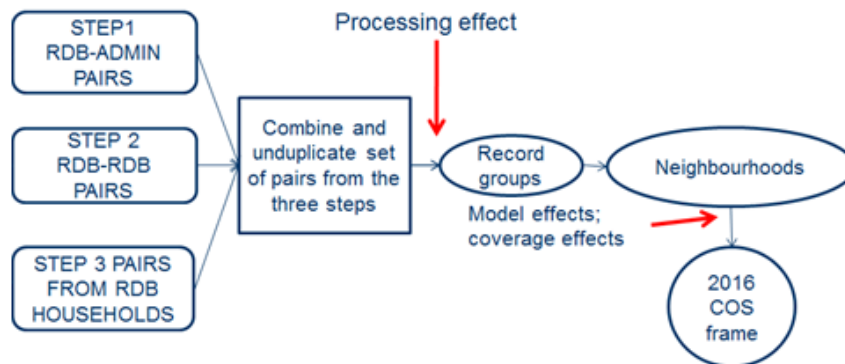 STEP1
RDB-ADMIN
PAIRS
STEP 2
RDB-RDB
PAIRS
STEP 3 PAIRS
FROM RDB
HOUSEHOLDS
Combine and
unduplicate set
of pairs from the
three steps
Processing effect
Record
groups
Model effects;
coverage effects
Neighbourhoods
2016
COS
frame